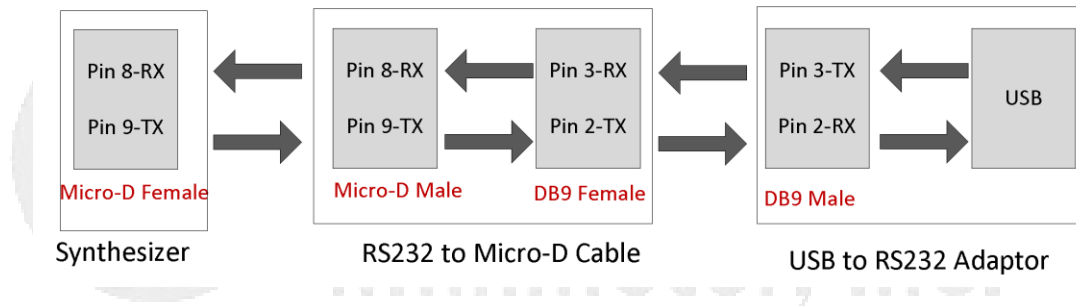 Pin 8-RX
Pin 9-TX
Micro-D Female
Synthesizer
Pin 8-RX
Pin 9-TX
Micro-D Male
Pin 3-RX
Pin 2-TX
DB9 Female
RS232 to Micro-D Cable
Pin 3-TX
Pin 2-RX
DB9 Male
USB
USB to RS232 Adaptor